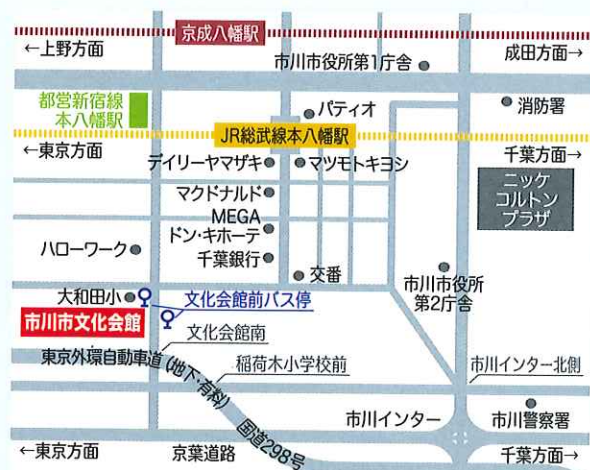 京成八幡駅
←上野方面
成田方面→
市川市役所第1庁舎
都営新宿線
本八幡駅
パティオ
消防署
JR総武線本八幡駅
←東京方面
千葉方面→
デイリーヤマザキ
マツモトキヨシ
マクドナルド
ニッケ
コルトン
プラザ
MEGA
ドン・キホーテ
ハローワーク
千葉銀行
交番
市川市役所
第2庁舎
大和田小
文化会館前バス停
市川市文化会館
文化会館南
東京外環自動車道(地下・有料)
稲荷木小学校前
市川インター北側
国道298号
市川インター
市川警察署
←東京方面
京葉道路
千葉方面→